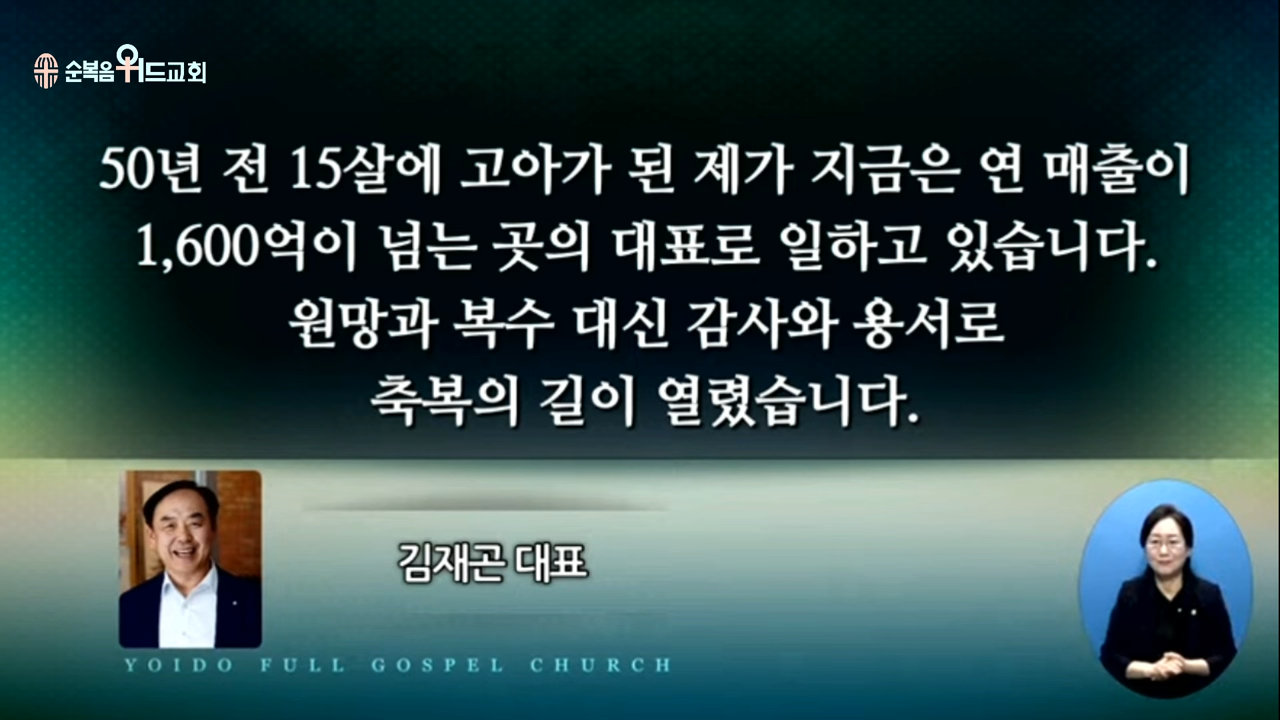 순복음위드교회
50년 전 15살에 고아가 된 제가 지금은 연 매출이
1,600억이 넘는 곳의 대표로 일하고 있습니다.
원망과 복수 대신 감사와 용서로
축복의 길이 열렸습니다.
김재곤 대표
YOIDO FULL GOSPEL CHURCH